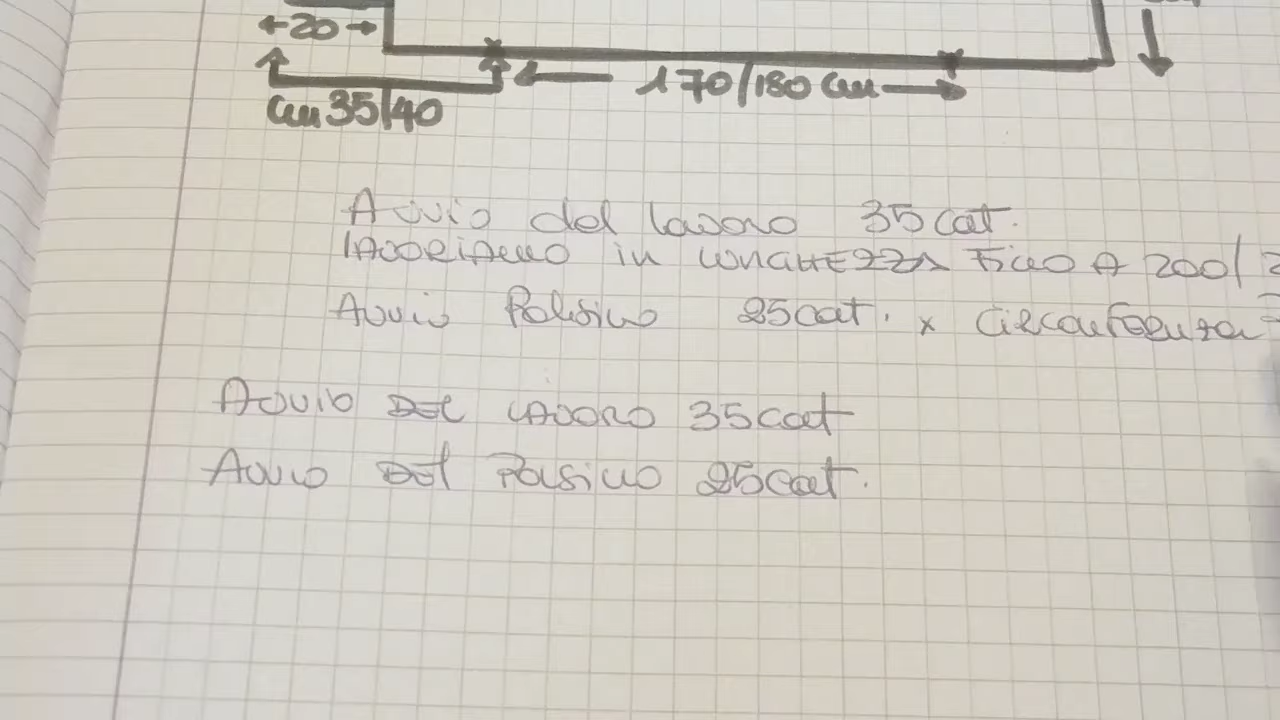 20
170/180 cm
cm 35/40
Avvio del lavoro 35 cat.
lavoriamo in lunghezza fino a 200/
Avvio Polsino 25 cat. x circonferenza
Avvio del lavoro 35 cat
Avvio del Polsino 25 cat.